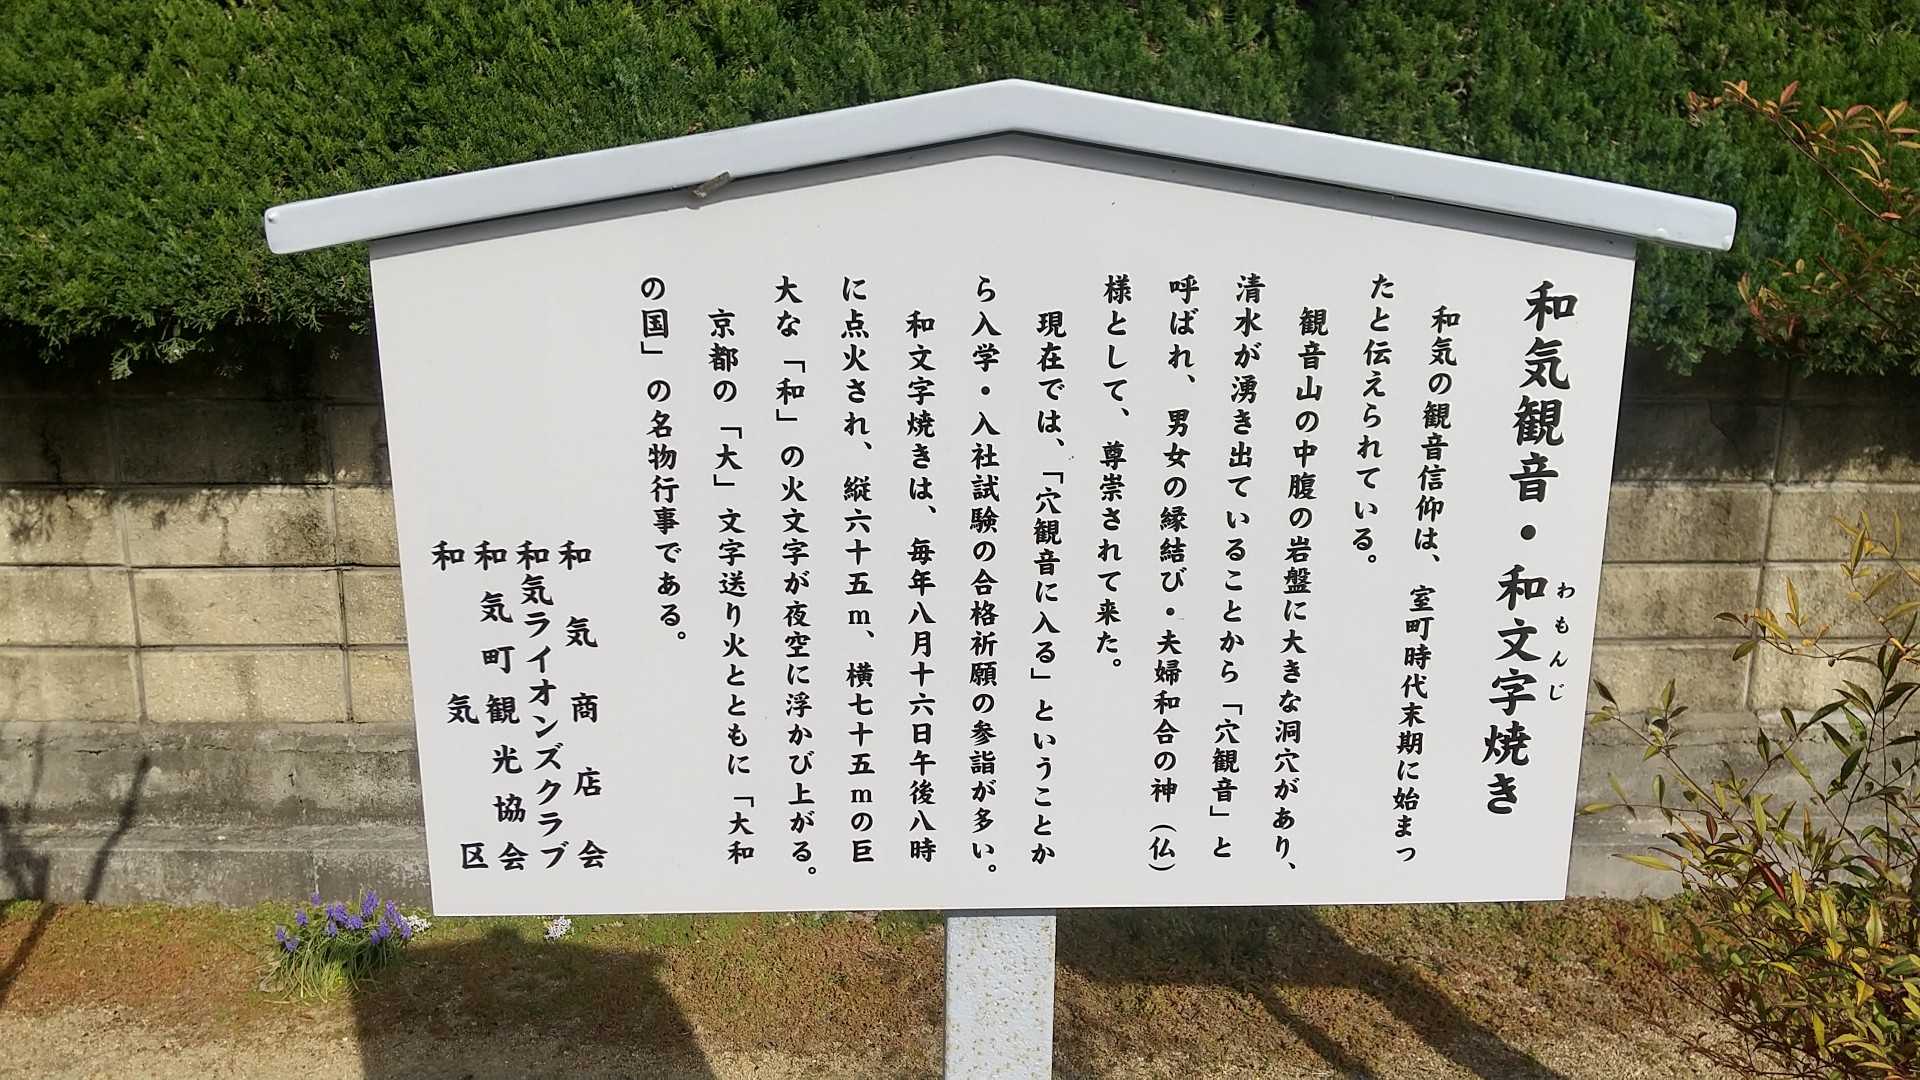 和気観音・和文字焼き
わもんじ
和気の観音信仰は、室町時代末期に始まっ
たと伝えられている。
観音山の中腹の岩盤に大きな洞穴があり、
清水が湧き出ていることから「穴観音」と
呼ばれ、男女の縁結び・夫婦和合の神（仏）
様として、尊崇されて来た。
現在では、「穴観音に入る」ということか
ら入学・入社試験の合格祈願の参詣が多い。
和文字焼きは、毎年八月十六日午後八時
に点火され、縦六十五ｍ、横七十五ｍの巨
大な「和」の火文字が夜空に浮かび上がる。
京都の「大」文字送り火とともに「大和
の国」の名物行事である。
和気商店会
和気ライオンズクラブ
和気町観光協会
和気区